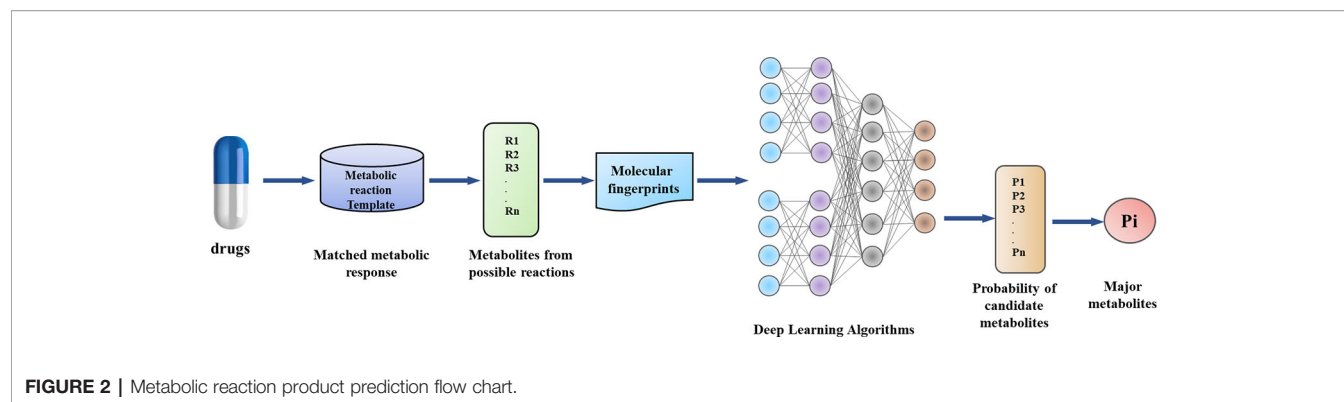 drugs
Metabolic
reaction
Template
Matched metabolic
response
R1
R2
R3
.
.
.
Rn
Metabolites from
possible reactions
Molecular
fingerprints
Deep Learning Algorithms
P1
P2
P3
.
.
.
Pn
Probability of
candidate
metabolites
Pi
Major
metabolites
FIGURE 2 | Metabolic reaction product prediction flow chart.